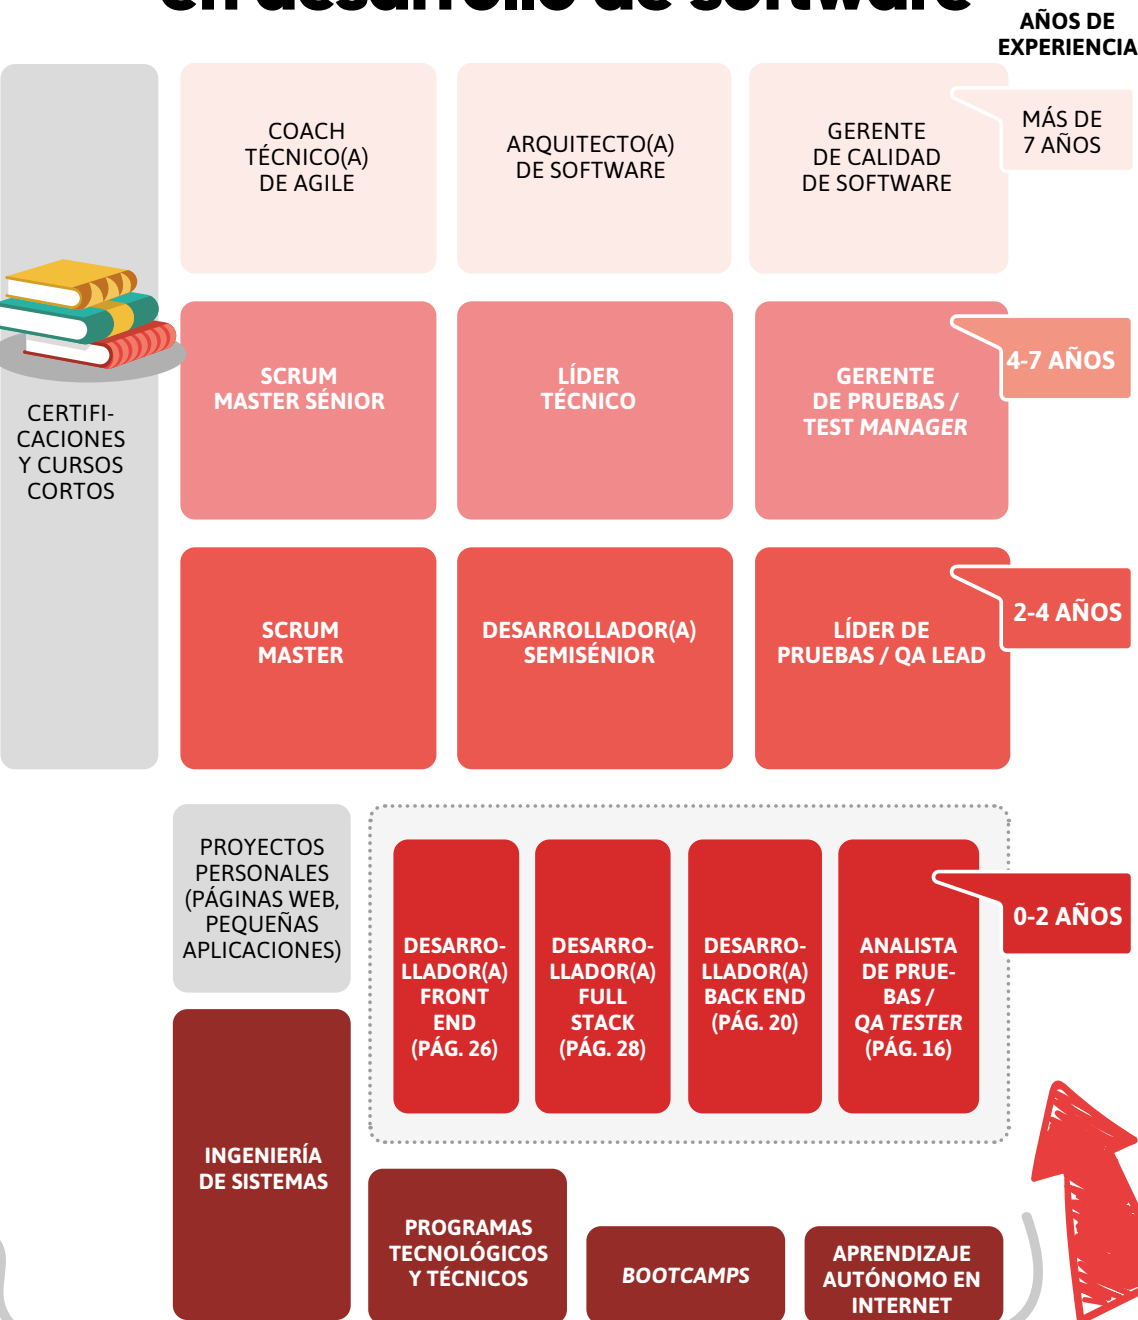 en desarrollo de software
AÑOS DE
EXPERIENCIA
COACH
TÉCNICO(A)
DE AGILE
ARQUITECTO(A)
DE SOFTWARE
GERENTE
DE CALIDAD
DE SOFTWARE
MÁS DE
7 AÑOS
CERTIFI-
CACIONES
Y CURSOS
CORTOS
SCRUM
MASTER SÉNIOR
LÍDER
TÉCNICO
GERENTE
DE PRUEBAS /
TEST MANAGER
4-7 AÑOS
SCRUM
MASTER
DESARROLLADOR(A)
SEMISÉNIOR
LÍDER DE
PRUEBAS / QA LEAD
2-4 AÑOS
PROYECTOS
PERSONALES
(PÁGINAS WEB,
PEQUEÑAS
APLICACIONES)
DESARRO-
LLADOR(A)
FRONT
END
(PÁG. 26)
DESARRO-
LLADOR(A)
FULL
STACK
(PÁG. 28)
DESARRO-
LLADOR(A)
BACK END
(PÁG. 20)
ANALISTA
DE PRUE-
BAS /
QA TESTER
(PÁG. 16)
0-2 AÑOS
INGENIERÍA
DE SISTEMAS
PROGRAMAS
TECNOLÓGICOS
Y TÉCNICOS
BOOTCAMPS
APRENDIZAJE
AUTÓNOMO EN
INTERNET